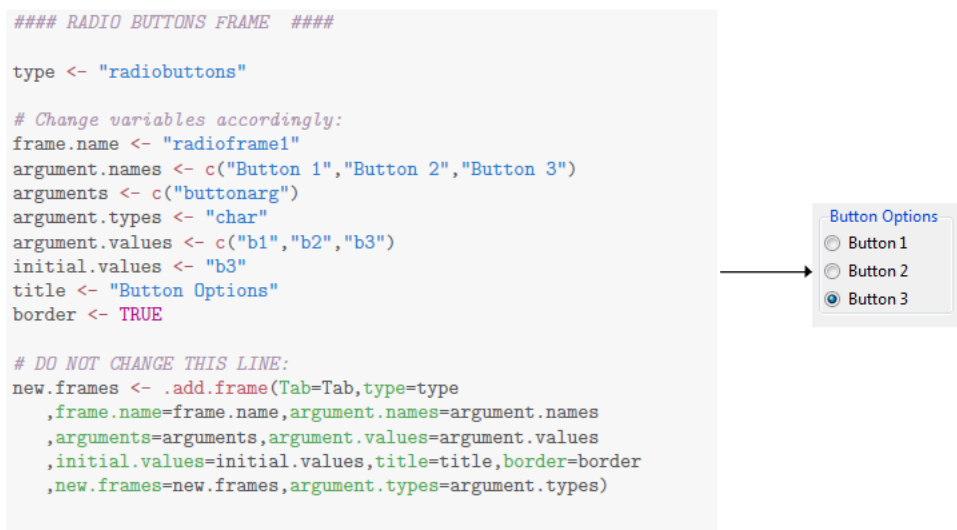 #### RADIO BUTTONS FRAME  ####
type <- "radiobuttons"
# Change variables accordingly:
frame.name <- "radioframe1"
argument.names <- c("Button 1","Button 2","Button 3")
arguments <- c("buttonarg")
argument.types <- "char"
argument.values <- c("b1","b2","b3")
initial.values <- "b3"
title <- "Button Options"
border <- TRUE
# DO NOT CHANGE THIS LINE:
new.frames <- .add.frame(Tab=Tab,type=type
,frame.name=frame.name,argument.names=argument.names
,arguments=arguments,argument.values=argument.values
,initial.values=initial.values,title=title,border=border
,new.frames=new.frames,argument.types=argument.types)
Button Options
Button 1
Button 2
Button 3